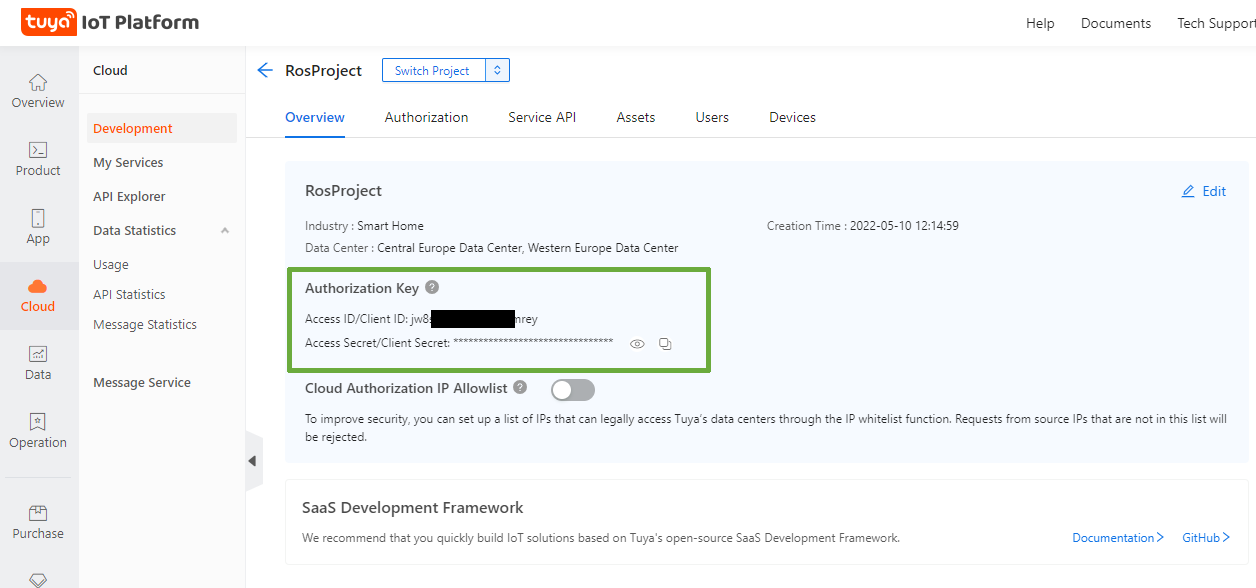 tuya IoT Platform
Help Documents Tech Support
Overview
Product
App
Cloud
Data
Operation
Purchase
Cloud
Development
My Services
API Explorer
Data Statistics
Usage
API Statistics
Message Statistics
Message Service
RosProject Switch Project
Overview Authorization Service API Assets Users Devices
RosProject
Edit
Industry : Smart Home
Creation Time : 2022-05-10 12:14:59
Data Center : Central Europe Data Center, Western Europe Data Center
Authorization Key ?
Access ID/Client ID: jw8 mrey
Access Secret/Client Secret: ********************************
Cloud Authorization IP Allowlist ?
To improve security, you can set up a list of IPs that can legally access Tuya's data centers through the IP whitelist function. Requests from source IPs that are not in this list will
be rejected.
SaaS Development Framework
We recommend that you quickly build IoT solutions based on Tuya's open-source SaaS Development Framework.
Documentation
GitHub